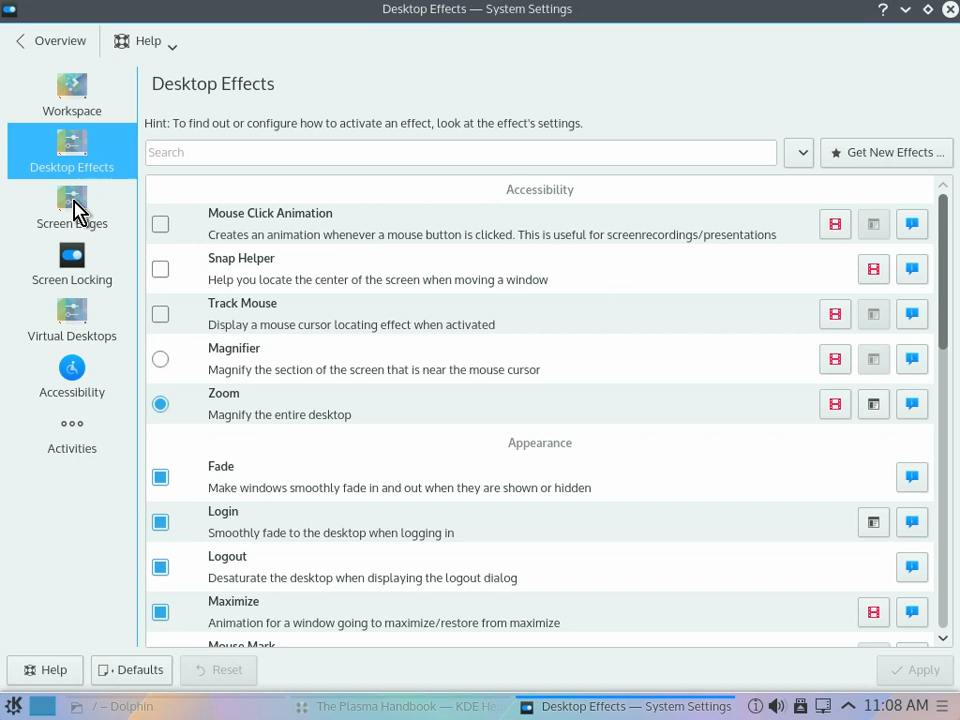 Desktop Effects — System Settings
?
Overview
Help
Workspace
Desktop Effects
Screen Edges
Screen Locking
Virtual Desktops
Accessibility
Activities
Desktop Effects
Hint: To find out or configure how to activate an effect, look at the effect's settings.
Search
Get New Effects ...
Accessibility
Mouse Click Animation
Creates an animation whenever a mouse button is clicked. This is useful for screenrecordings/presentations
Snap Helper
Help you locate the center of the screen when moving a window
Track Mouse
Display a mouse cursor locating effect when activated
Magnifier
Magnify the section of the screen that is near the mouse cursor
Zoom
Magnify the entire desktop
Appearance
Fade
Make windows smoothly fade in and out when they are shown or hidden
Login
Smoothly fade to the desktop when logging in
Logout
Desaturate the desktop when displaying the logout dialog
Maximize
Animation for a window going to maximize/restore from maximize
Mouse Mark
Help
Defaults
Reset
Apply
/ – Dolphin
The Plasma Handbook — KDE He
Desktop Effects — System Settings
11:08 AM